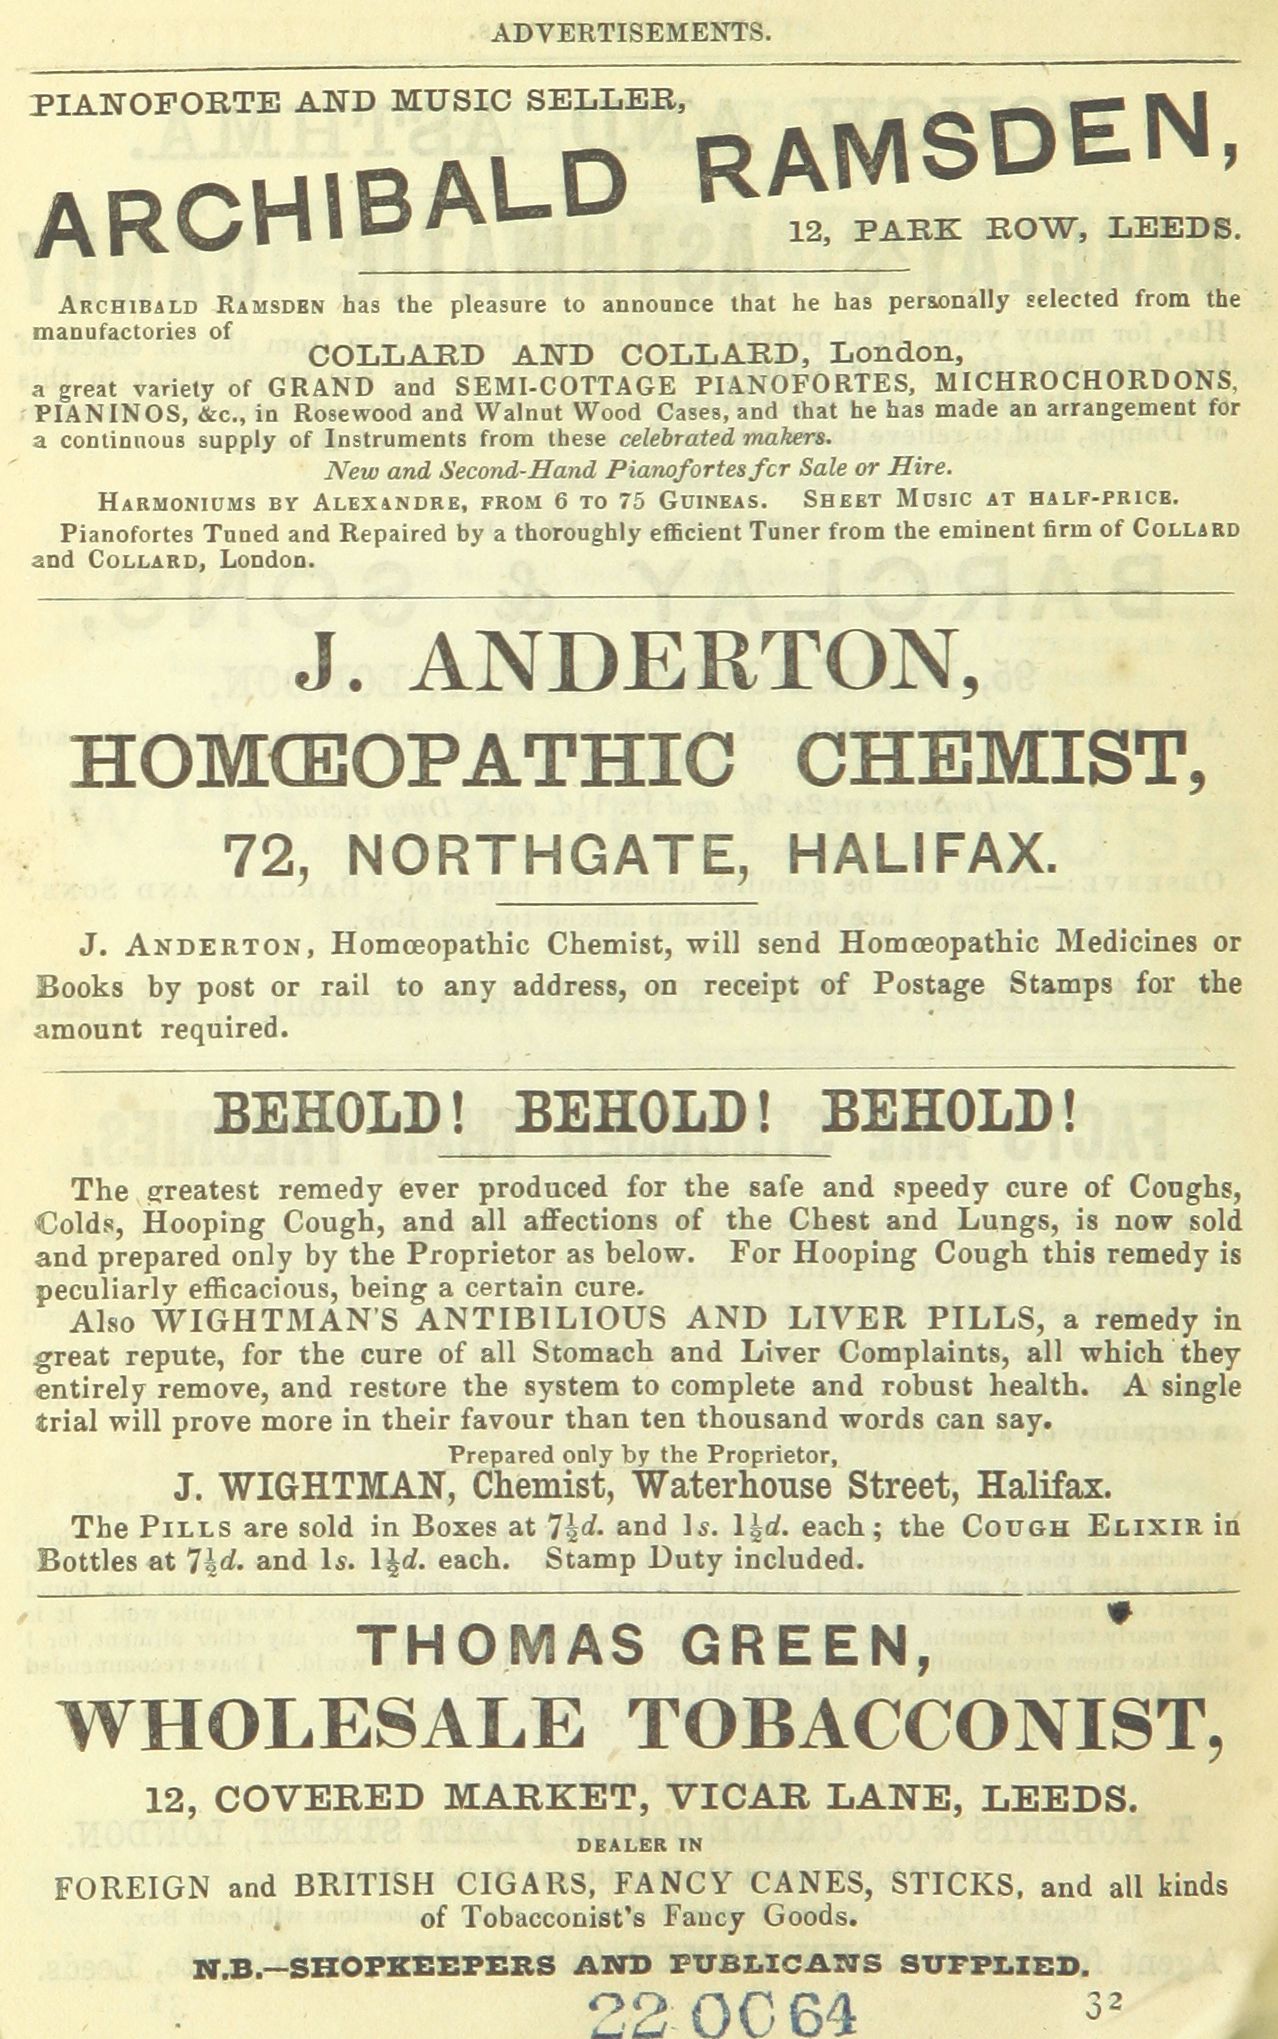 ADVERTISEMENTS.
PIANOFORTE AND MUSIC SELLER,
ARCHIBALD RAMSDEN,
12, PARK ROW, LEEDS.
ARCHIBALD RAMSDEN has the pleasure to announce that he has personally selected from the
manufactories of
COLLARD AND COLLARD, London,
a great variety of GRAND and SEMI-COTTAGE PIANOFORTES, MICHROCHORDONS,
PIANINOS, &c., in Rosewood and Walnut Wood Cases, and that he has made an arrangement for
a continuous supply of Instruments from these celebrated makers.
New and Second-Hand Pianofortes for Sale or Hire.
HARMONIUMS BY ALEXANDRE, FROM 6 TO 75 GUINEAS. SHEET MUSIC AT HALF-PRICE.
Pianofortes Tuned and Repaired by a thoroughly efficient Tuner from the eminent firm of COLLARD
and COLLARD, London.
J. ANDERTON,
HOMŒOPATHIC CHEMIST,
72, NORTHGATE, HALIFAX.
J. ANDERTON, Homœopathic Chemist, will send Homœopathic Medicines or
Books by post or rail to any address, on receipt of Postage Stamps for the
amount required.
BEHOLD! BEHOLD! BEHOLD!
The greatest remedy ever produced for the safe and speedy cure of Coughs,
Colds, Hooping Cough, and all affections of the Chest and Lungs, is now sold
and prepared only by the Proprietor as below. For Hooping Cough this remedy is
peculiarly efficacious, being a certain cure.
Also WIGHTMAN'S ANTIBILIOUS AND LIVER PILLS, a remedy in
great repute, for the cure of all Stomach and Liver Complaints, all which they
entirely remove, and restore the system to complete and robust health. A single
trial will prove more in their favour than ten thousand words can say.
Prepared only by the Proprietor,
J. WIGHTMAN, Chemist, Waterhouse Street, Halifax.
The PILLS are sold in Boxes at 7½d. and 1s. 1½d. each; the COUGH ELIXIR in
Bottles at 7½d. and 1s. 1½d. each. Stamp Duty included.
THOMAS GREEN,
WHOLESALE TOBACCONIST,
12, COVERED MARKET, VICAR LANE, LEEDS.
DEALER IN
FOREIGN and BRITISH CIGARS, FANCY CANES, STICKS, and all kinds
of Tobacconist's Fancy Goods.
N.B.—SHOPKEEPERS AND PUBLICANS SUPPLIED.
22 OC 64
32